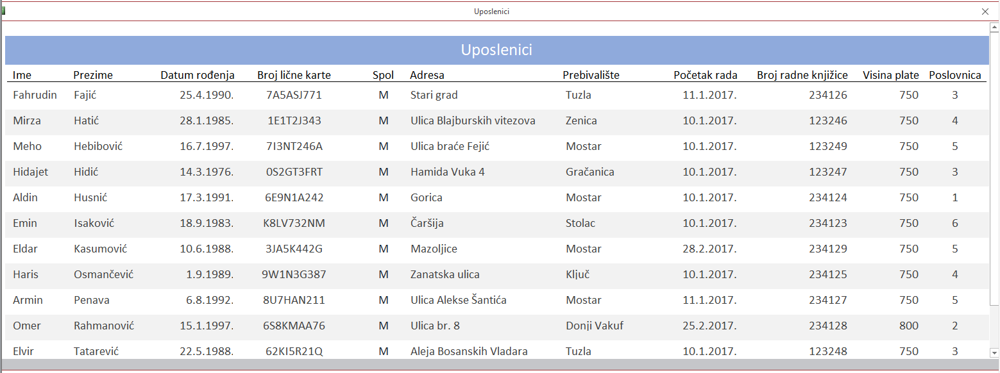 Uposlenici
Uposlenici
Ime Prezime Datum rođenja Broj lične karte Spol Adresa Prebivalište Početak rada Broj radne knjižice Visina plate Poslovnica
Fahrudin Fajić 25.4.1990. 7A5ASJ771 M Stari grad Tuzla 11.1.2017. 234126 750 3
Mirza Hatić 28.1.1985. 1E1T2J343 M Ulica Blajburskih vitezova Zenica 10.1.2017. 123246 750 4
Meho Hebibović 16.7.1997. 7I3NT246A M Ulica braće Fejić Mostar 10.1.2017. 123249 750 5
Hidajet Hidić 14.3.1976. 0S2GT3FRT M Hamida Vuka 4 Gračanica 10.1.2017. 123247 750 3
Aldin Husnić 17.3.1991. 6E9N1A242 M Gorica Mostar 10.1.2017. 234124 750 1
Emin Isaković 18.9.1983. K8LV732NM M Čaršija Stolac 10.1.2017. 234123 750 6
Eldar Kasumović 10.6.1988. 3JA5K442G M Mazoljice Mostar 28.2.2017. 234129 750 5
Haris Osmančević 1.9.1989. 9W1N3G387 M Zanatska ulica Ključ 10.1.2017. 234125 750 4
Armin Penava 6.8.1992. 8U7HAN211 M Ulica Alekse Šantića Mostar 11.1.2017. 234127 750 5
Omer Rahmanović 15.1.1997. 6S8KMAA76 M Ulica br. 8 Donji Vakuf 25.2.2017. 234128 800 2
Elvir Tatarević 22.5.1988. 62KI5R21Q M Aleja Bosanskih Vladara Tuzla 10.1.2017. 123248 750 3